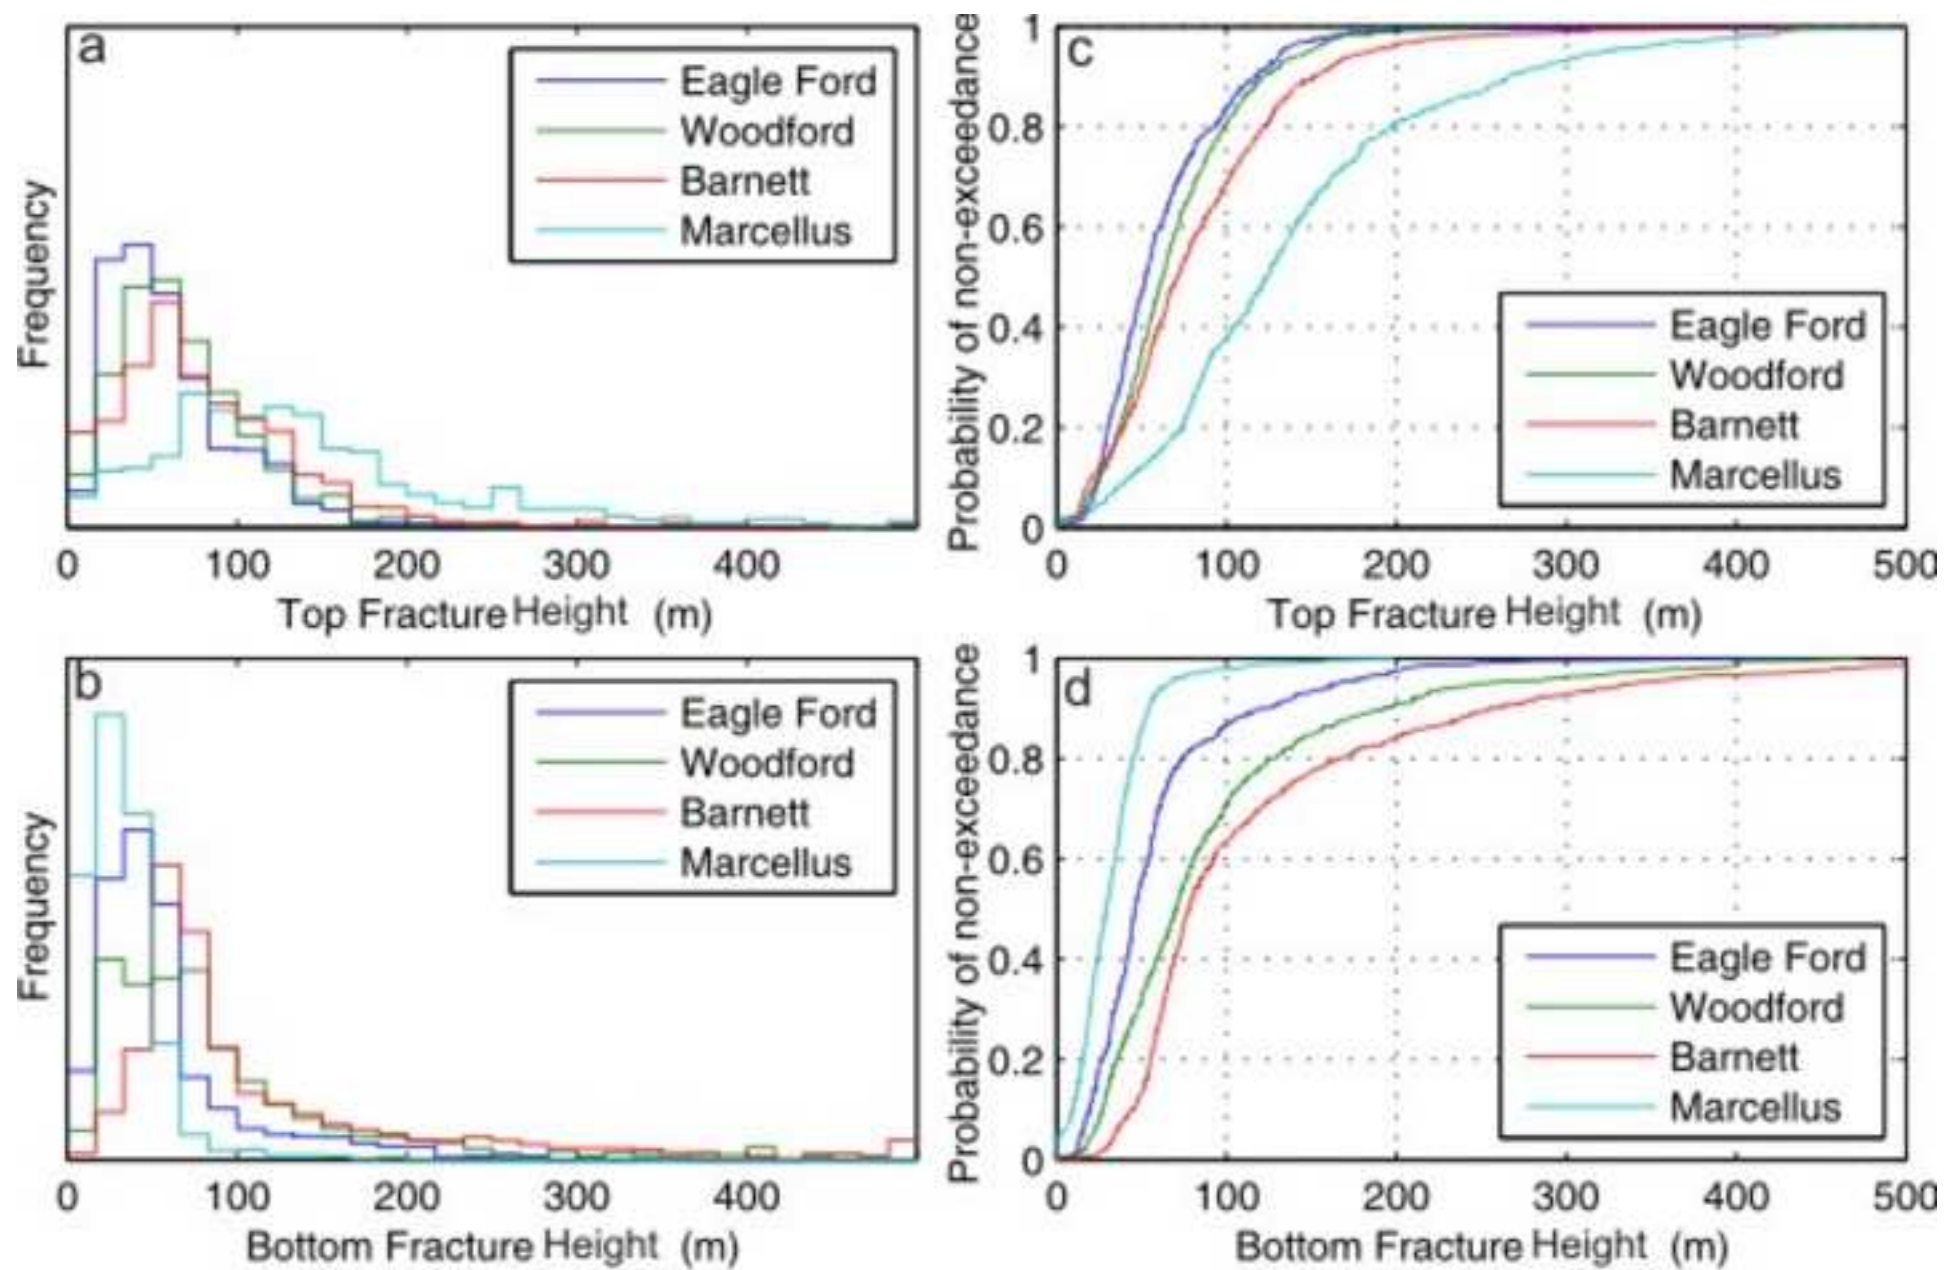 a
Eagle Ford
Woodford
Barnett
Marcellus
Frequency
0 100 200 300 400
Top Fracture Height (m)
c
Eagle Ford
Woodford
Barnett
Marcellus
Probability of non-exceedance
1
0.8
0.6
0.4
0.2
0
0 100 200 300 400 500
Top Fracture Height (m)
b
Eagle Ford
Woodford
Barnett
Marcellus
Frequency
0 100 200 300 400
Bottom Fracture Height (m)
d
Eagle Ford
Woodford
Barnett
Marcellus
Probability of non-exceedance
1
0.8
0.6
0.4
0.2
0
0 100 200 300 400 500
Bottom Fracture Height (m)